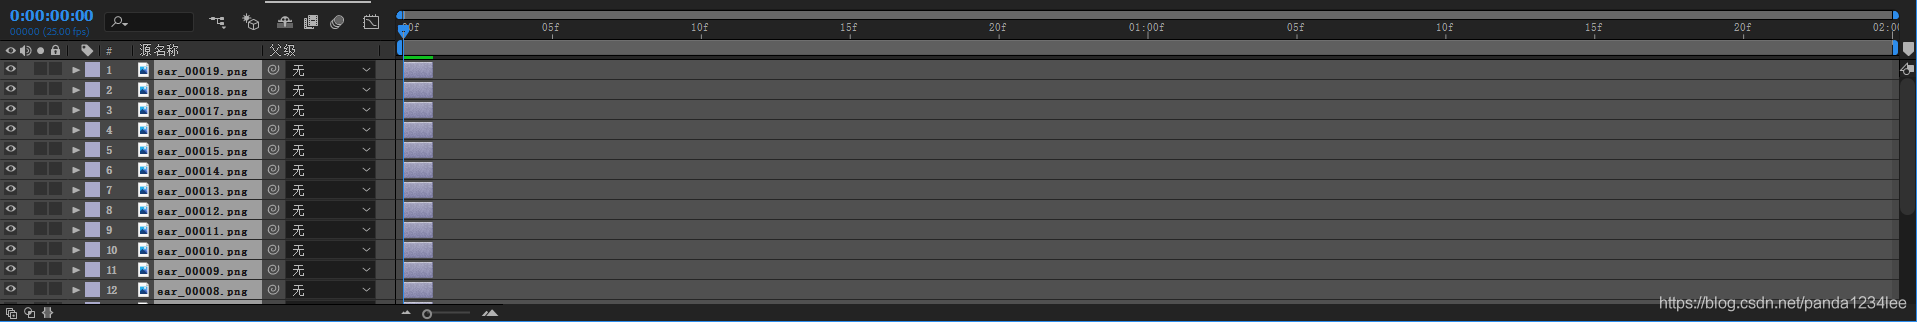 0:00:00:00
00000 (25.00 fps)
00f 05f 10f 15f 20f 01:00f 05f 10f 15f 20f 02:00
# 源名称 父级
1 ear_00019.png 无
2 ear_00018.png 无
3 ear_00017.png 无
4 ear_00016.png 无
5 ear_00015.png 无
6 ear_00014.png 无
7 ear_00013.png 无
8 ear_00012.png 无
9 ear_00011.png 无
10 ear_00010.png 无
11 ear_00009.png 无
12 ear_00008.png 无
https://blog.csdn.net/panda1234lee